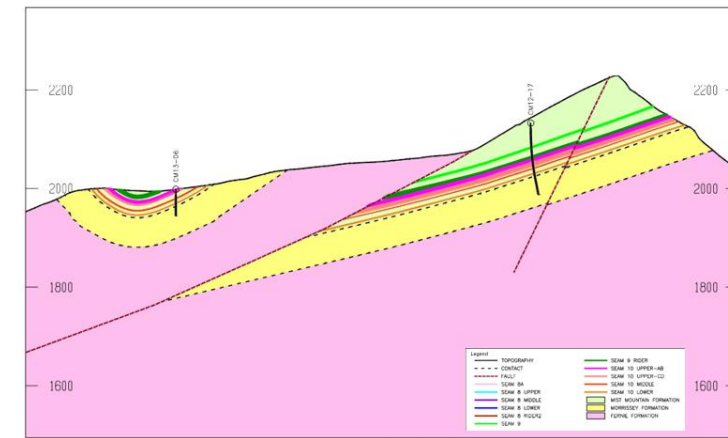 2200
2200
CM12-17
CM13-06
2000
2000
1800
1800
1600
1600
Legend
TOPOGRAPHY
CONTACT
FAULT
SEAM 8A
SEAM 8 UPPER
SEAM 8 MIDDLE
SEAM 8 LOWER
SEAM 8 RIDER2
SEAM 9
SEAM 9 RIDER
SEAM 10 UPPER-AB
SEAM 10 UPPER-CD
SEAM 10 MIDDLE
SEAM 10 LOWER
MIST MOUNTAIN FORMATION
MORRISSEY FORMATION
FERNIE FORMATION